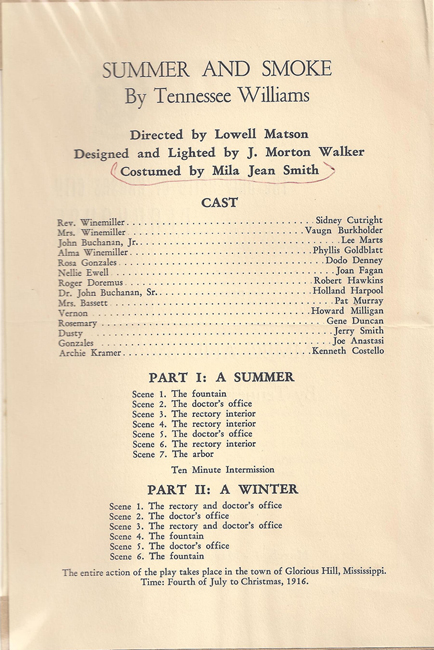 SUMMER AND SMOKE
By Tennessee Williams
Directed by Lowell Matson
Designed and Lighted by J. Morton Walker
Costumed by Mila Jean Smith
CAST
Rev. Winemiller . . . . . . . . . . Sidney Cutright
Mrs. Winemiller . . . . . . . . . . Vaugn Burkholder
John Buchanan, Jr. . . . . . . . . . . Lee Marts
Alma Winemiller . . . . . . . . . . Phyllis Goldblatt
Rosa Gonzales . . . . . . . . . . Dodo Denney
Nellie Ewell . . . . . . . . . . Joan Fagan
Roger Doremus . . . . . . . . . . Robert Hawkins
Dr. John Buchanan, Sr. . . . . . . . . . . Holland Harpool
Mrs. Bassett . . . . . . . . . . Pat Murray
Vernon . . . . . . . . . . Howard Milligan
Rosemary . . . . . . . . . . Gene Duncan
Dusty . . . . . . . . . . Jerry Smith
Gonzales . . . . . . . . . . Joe Anastasi
Archie Kramer . . . . . . . . . . Kenneth Costello
PART I: A SUMMER
Scene 1. The fountain
Scene 2. The doctor's office
Scene 3. The rectory interior
Scene 4. The rectory interior
Scene 5. The doctor's office
Scene 6. The rectory interior
Scene 7. The arbor
Ten Minute Intermission
PART II: A WINTER
Scene 1. The rectory and doctor's office
Scene 2. The doctor's office
Scene 3. The rectory and doctor's office
Scene 4. The fountain
Scene 5. The doctor's office
Scene 6. The fountain
The entire action of the play takes place in the town of Glorious Hill, Mississippi.
Time: Fourth of July to Christmas, 1916.